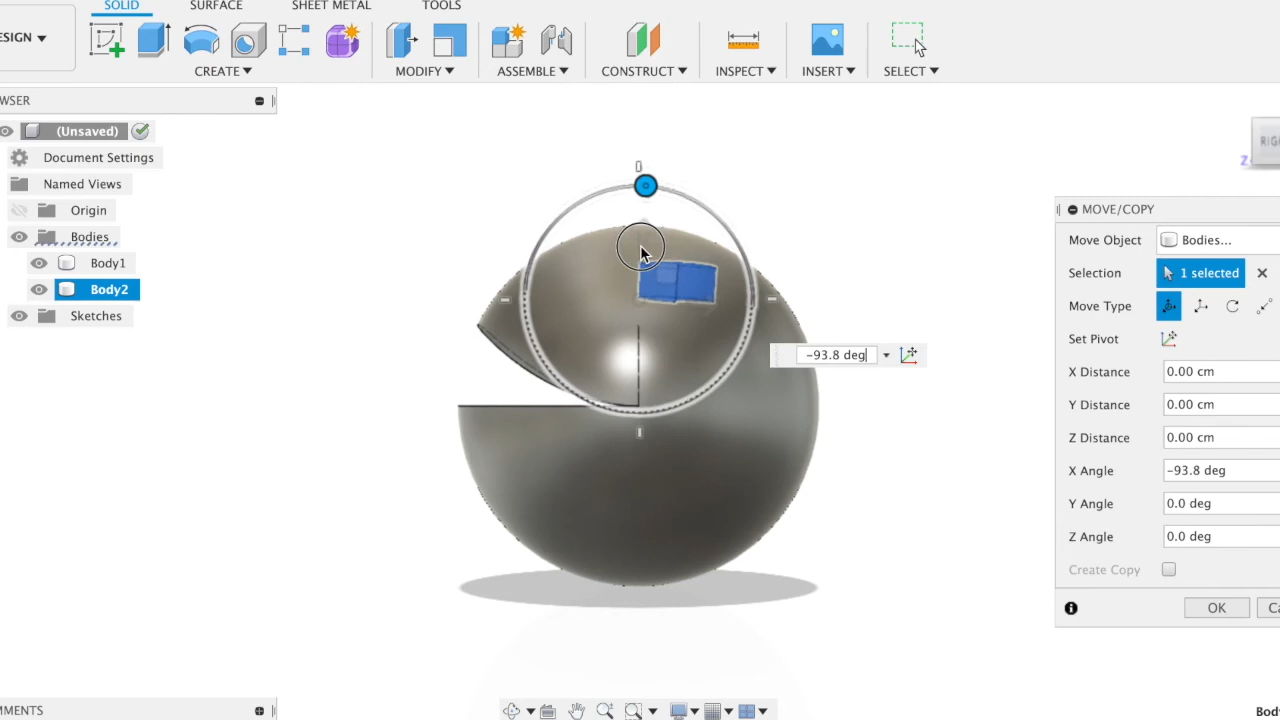 SOLID
SURFACE
SHEET METAL
TOOLS
ESIGN
CREATE
MODIFY
ASSEMBLE
CONSTRUCT
INSPECT
INSERT
SELECT
WSER
(Unsaved)
Document Settings
Named Views
Origin
Bodies
Body1
Body2
Sketches
RIG
Z
-93.8 deg
MOVE/COPY
Move Object
Bodies...
Selection
1 selected
Move Type
Set Pivot
X Distance
0.00 cm
Y Distance
0.00 cm
Z Distance
0.00 cm
X Angle
-93.8 deg
Y Angle
0.0 deg
Z Angle
0.0 deg
Create Copy
OK
Ca
MMENTS
Body